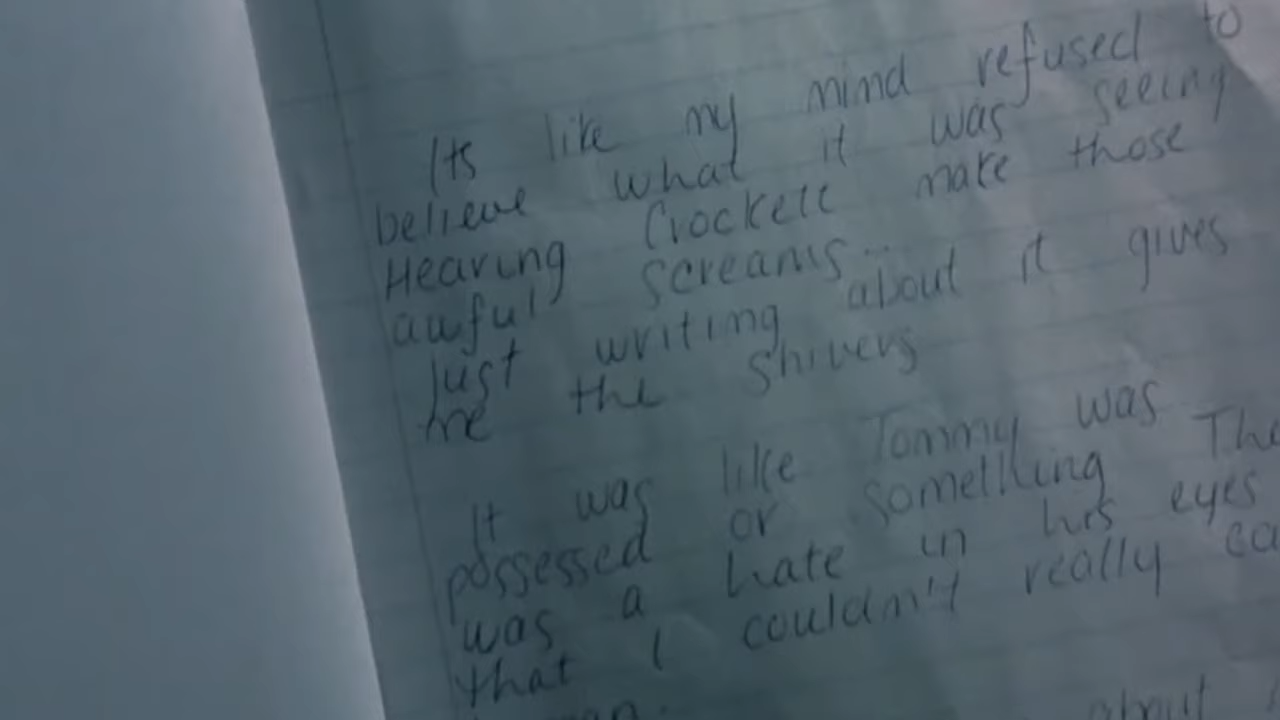 Its like my mind refused to
believe what it was seeing
Hearing Crockett make those
awful screams...
Just writing about it gives
me the shivers
It was like Tommy was
possessed or something The
was a hate in his eyes
that I couldn't really ca
about